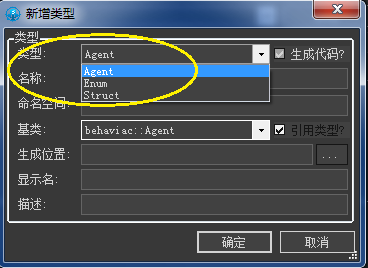 新增类型
类型
类型: Agent 生成代码?
Agent
名称:
Enum
Struct
命名空间:
基类: behaviac::Agent 引用类型?
生成位置: ...
显示名:
描述:
确定 取消